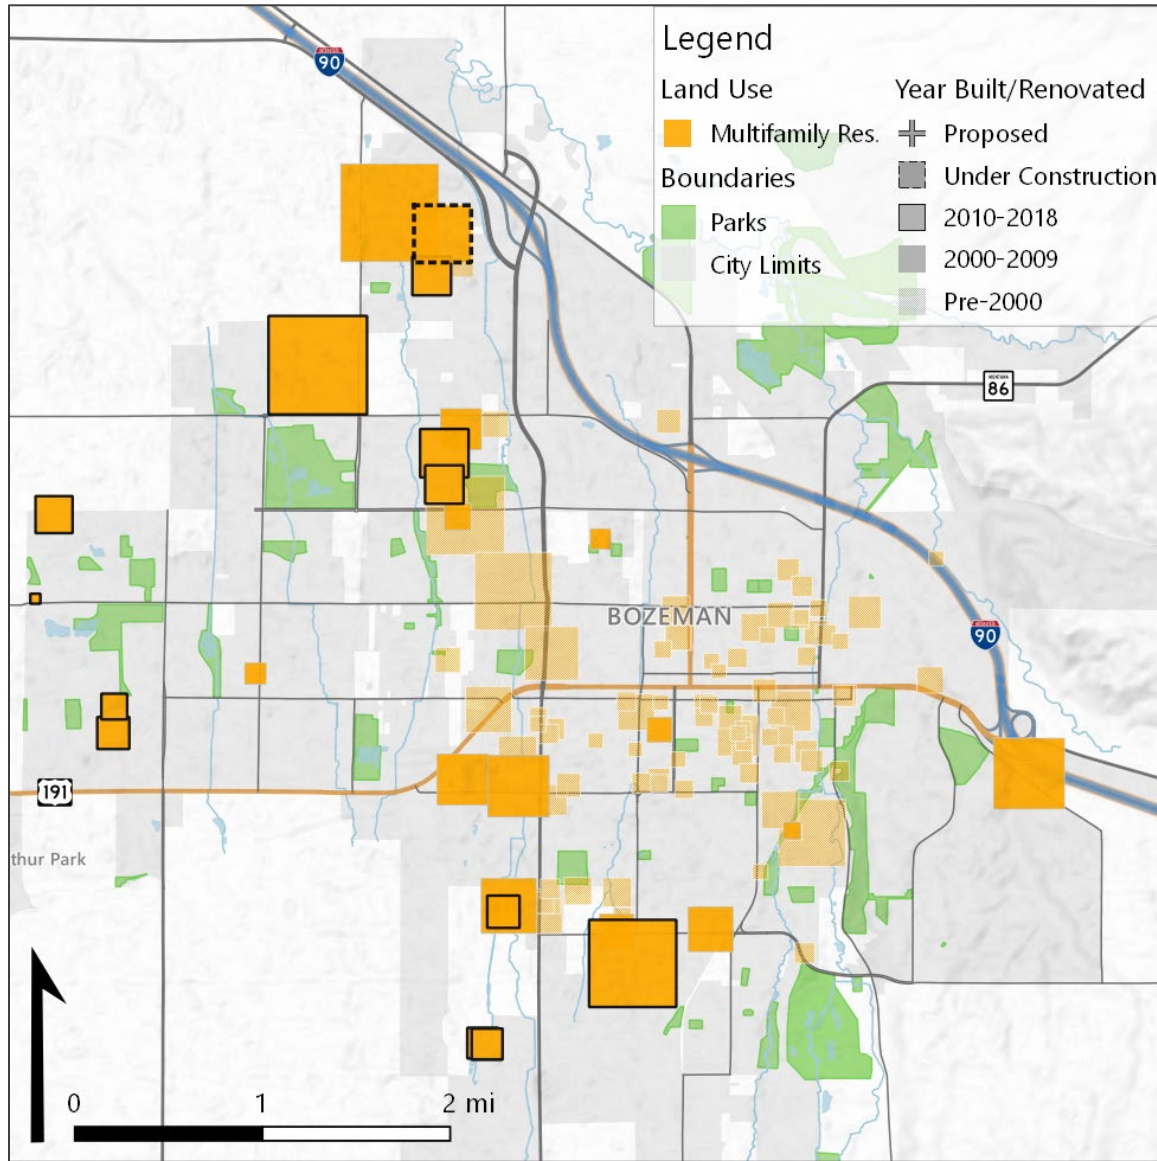 Legend
Land Use
Multifamily Res.
Boundaries
Parks
City Limits
Year Built/Renovated
Proposed
Under Construction
2010-2018
2000-2009
Pre-2000
90
MONTANA
86
BOZEMAN
90
191
thur Park
0 1 2 mi